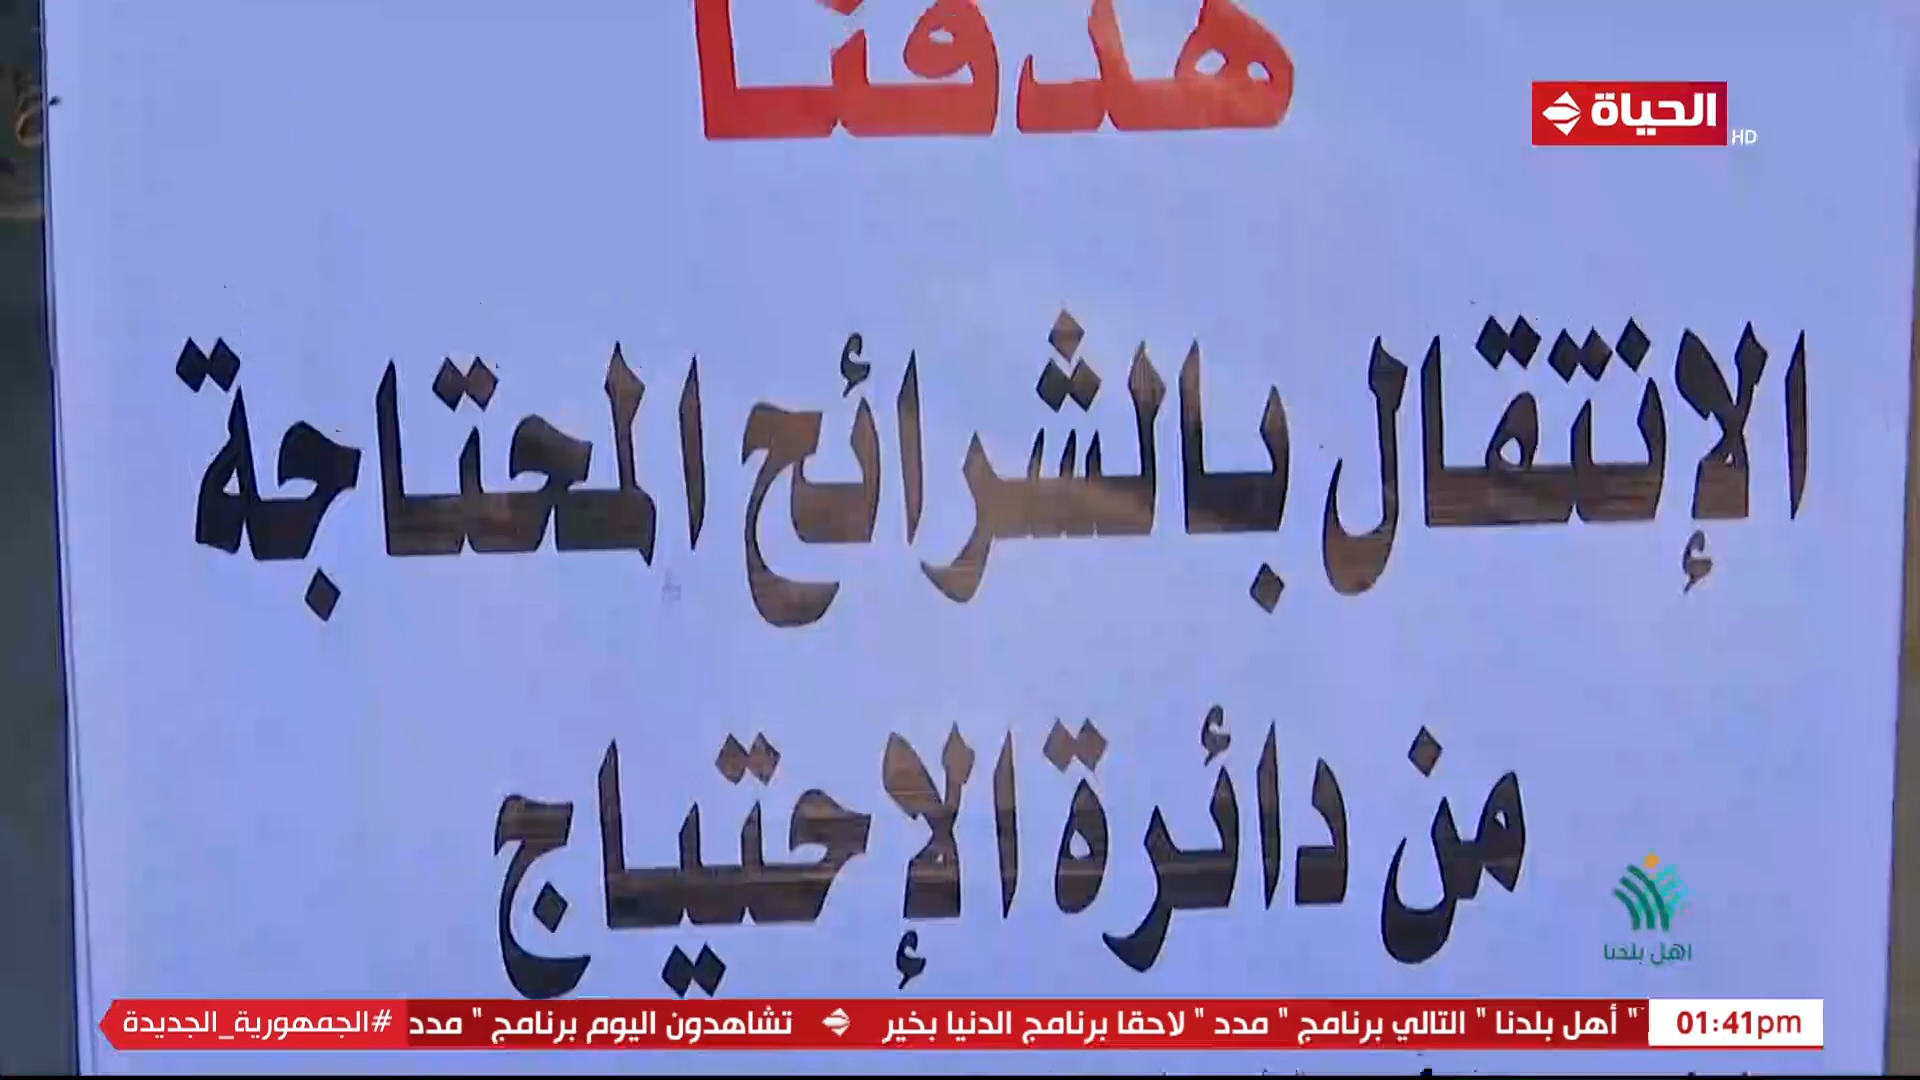 هدفنا
الحياة
HD
الإنتقال بالشرائح المحتاجة
من دائرة الإحتياج
اهل بلدنا
01:41pm
" أهل بلدنا " التالي برنامج " مدد " لاحقا برنامج الدنيا بخير
تشاهدون اليوم برنامج " مدد
#الجمهورية_الجديدة